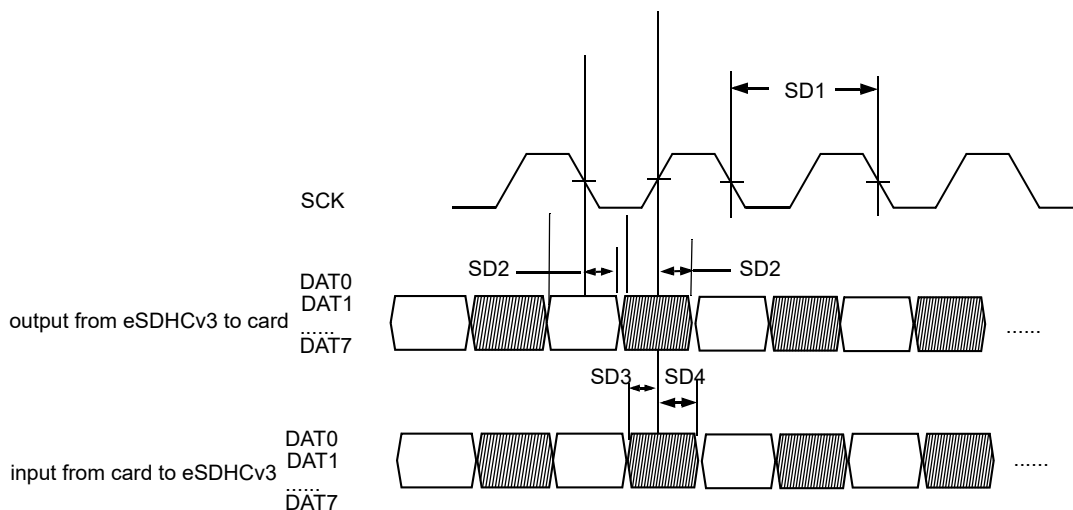 SD1
SCK
SD2
SD2
DAT0
DAT1
output from eSDHCv3 to card
......
......
DAT7
SD3
SD4
DAT0
DAT1
input from card to eSDHCv3
......
......
DAT7